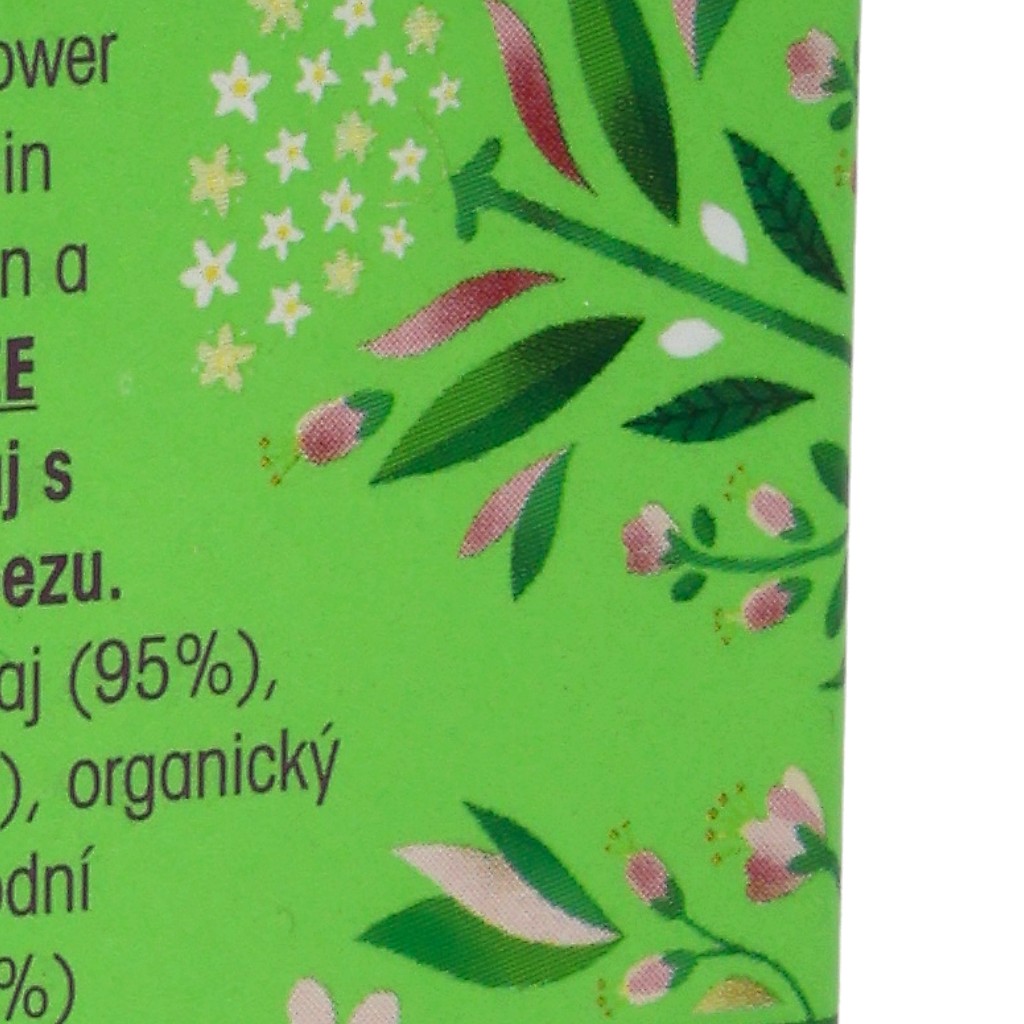 ower
in
n a
E
j s
ezu.
aj (95%),
), organický
odní
%)